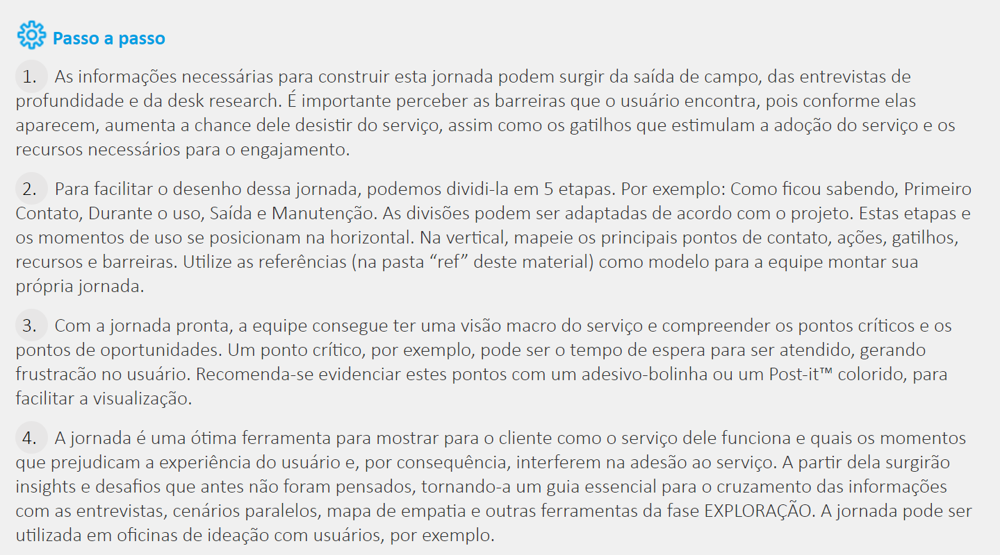 Passo a passo
1. As informações necessárias para construir esta jornada podem surgir da saída de campo, das entrevistas de
profundidade e da desk research. É importante perceber as barreiras que o usuário encontra, pois conforme elas
aparecem, aumenta a chance dele desistir do serviço, assim como os gatilhos que estimulam a adoção do serviço e os
recursos necessários para o engajamento.
2. Para facilitar o desenho dessa jornada, podemos dividi-la em 5 etapas. Por exemplo: Como ficou sabendo, Primeiro
Contato, Durante o uso, Saída e Manutenção. As divisões podem ser adaptadas de acordo com o projeto. Estas etapas e
os momentos de uso se posicionam na horizontal. Na vertical, mapeie os principais pontos de contato, ações, gatilhos,
recursos e barreiras. Utilize as referências (na pasta “ref” deste material) como modelo para a equipe montar sua
própria jornada.
3. Com a jornada pronta, a equipe consegue ter uma visão macro do serviço e compreender os pontos críticos e os
pontos de oportunidades. Um ponto crítico, por exemplo, pode ser o tempo de espera para ser atendido, gerando
frustracão no usuário. Recomenda-se evidenciar estes pontos com um adesivo-bolinha ou um Post-it™ colorido, para
facilitar a visualização.
4. A jornada é uma ótima ferramenta para mostrar para o cliente como o serviço dele funciona e quais os momentos
que prejudicam a experiência do usuário e, por consequência, interferem na adesão ao serviço. A partir dela surgirão
insights e desafios que antes não foram pensados, tornando-a um guia essencial para o cruzamento das informações
com as entrevistas, cenários paralelos, mapa de empatia e outras ferramentas da fase EXPLORAÇÃO. A jornada pode ser
utilizada em oficinas de ideação com usuários, por exemplo.